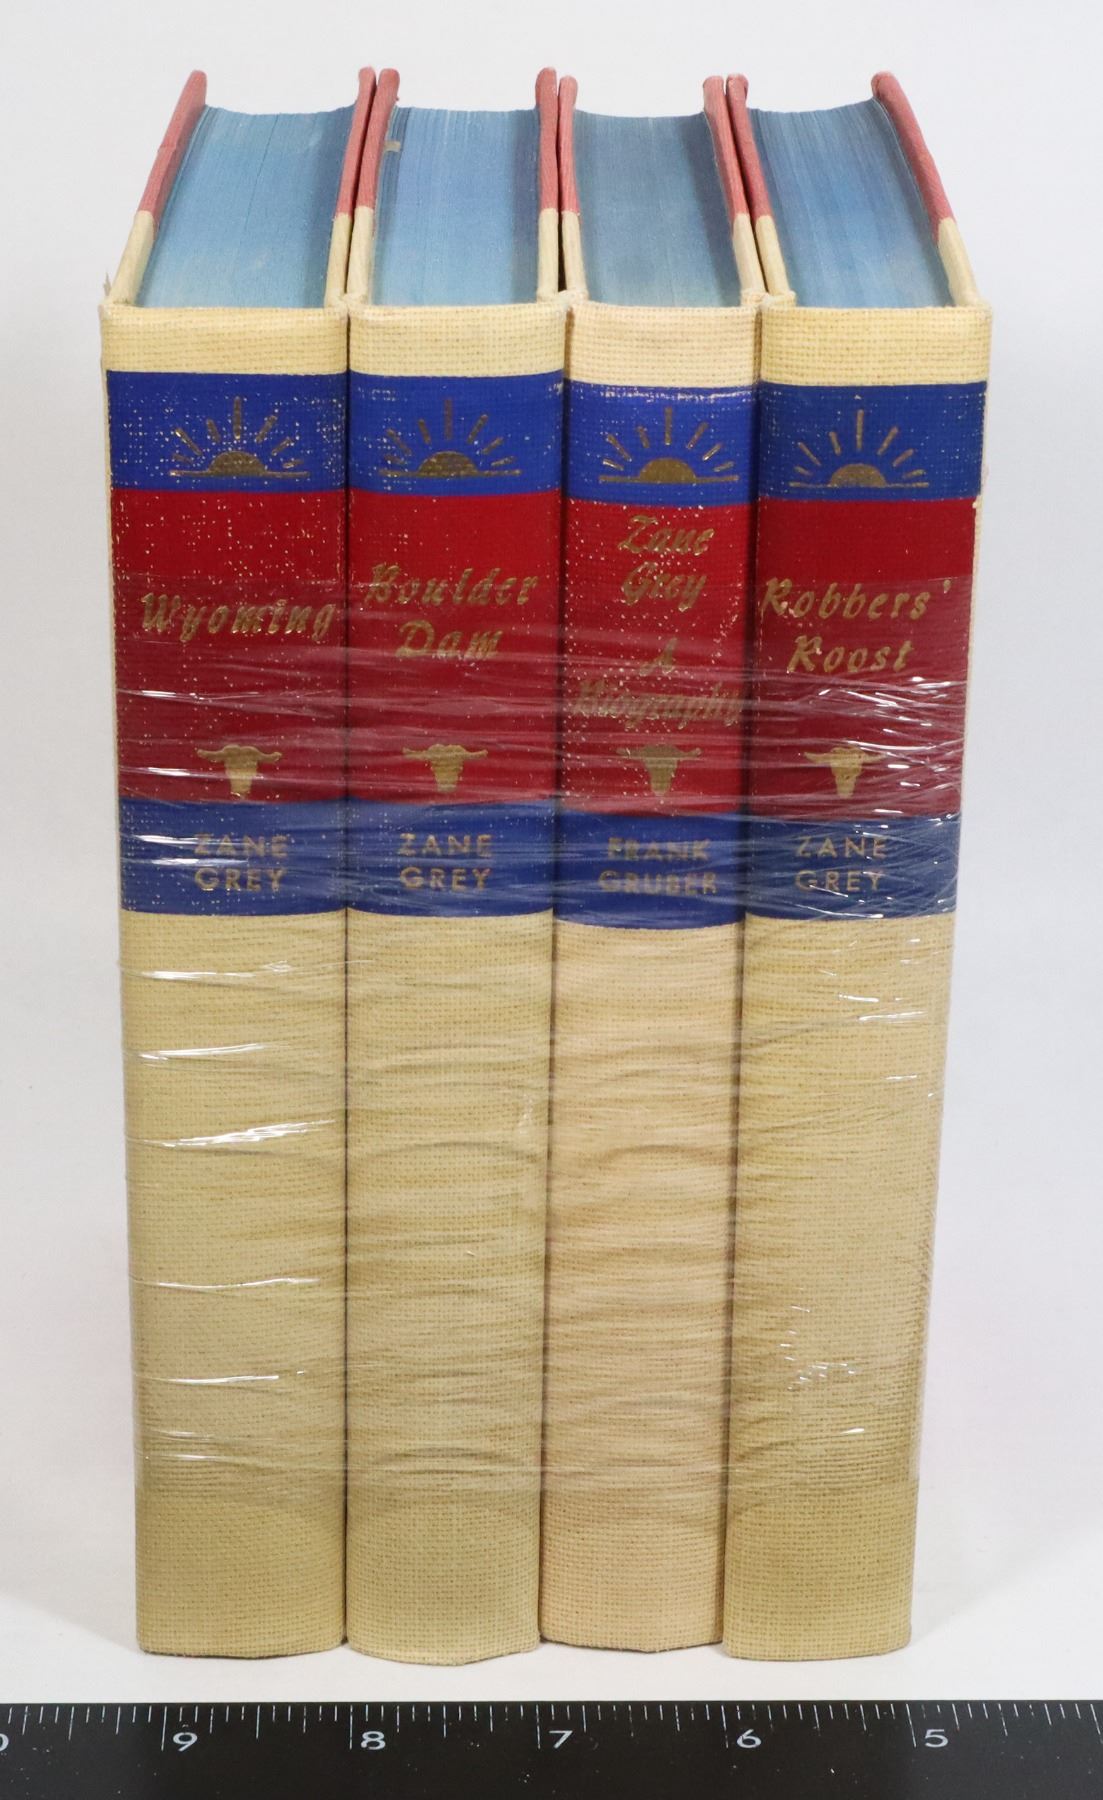 Wyoming
ZANE
GREY
Boulder
Dam
ZANE
GREY
Zane
Grey
A
Biography
FRANK
GRUBER
Robbers'
Roost
ZANE
GREY
0 9 8 7 6 5